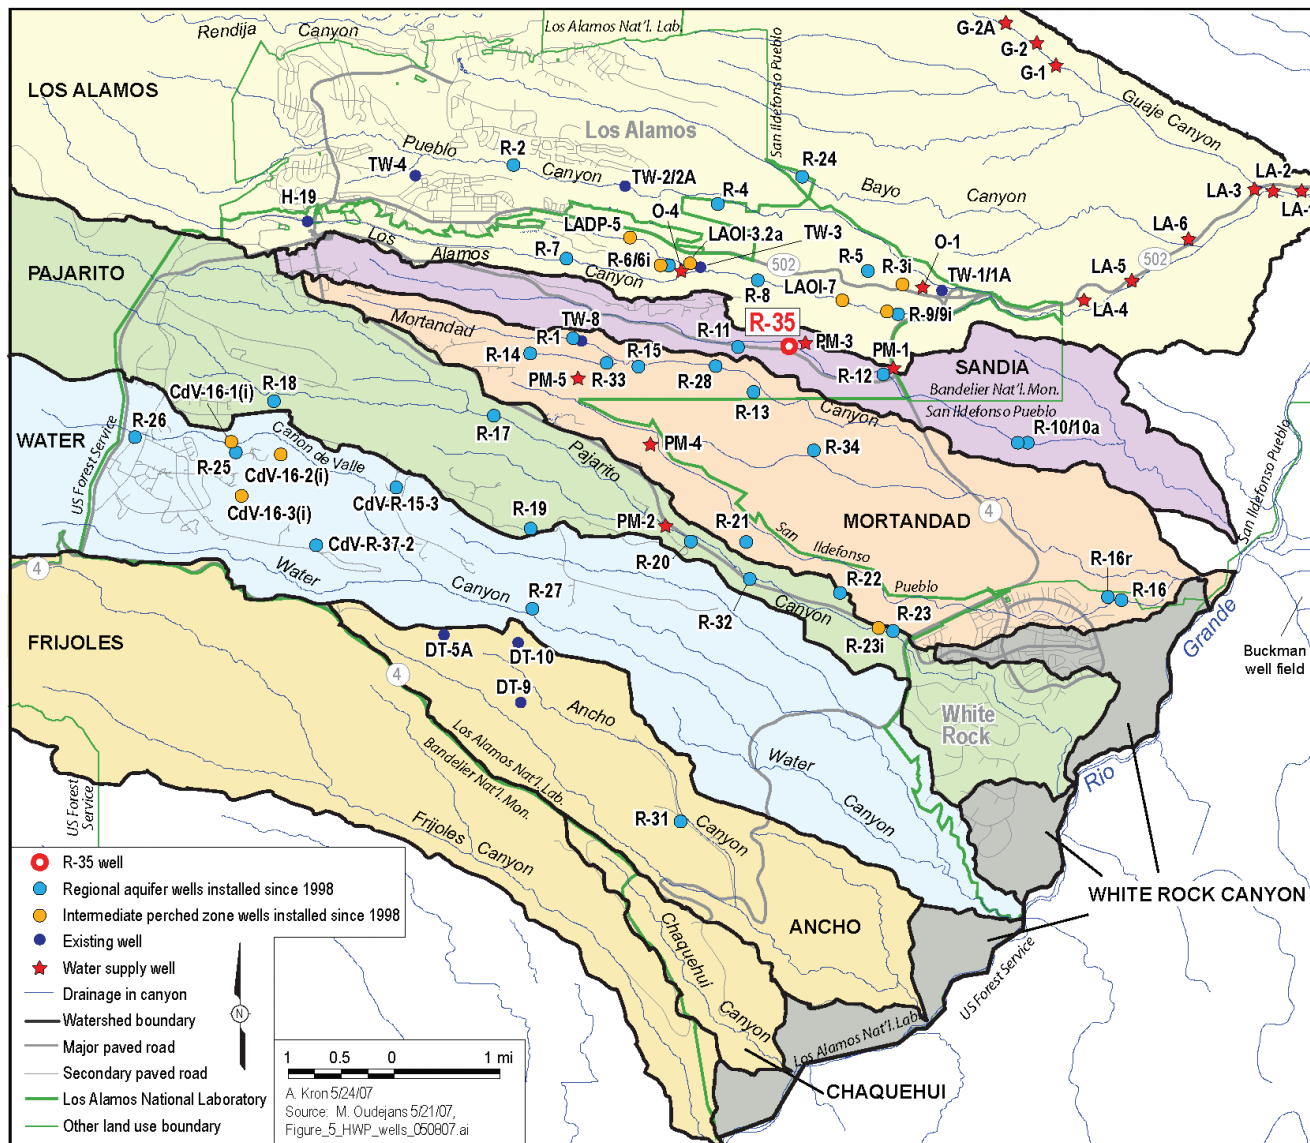 Rendija Canyon
Los Alamos Nat'l. Lab.
G-2A
G-2
G-1
San Ildefonso Pueblo
LOS ALAMOS
Guaje Canyon
Los Alamos
Pueblo Canyon
R-2
TW-4
TW-2/2A
R-24
R-4
Bayo Canyon
LA-2
LA-3
LA-1
H-19
O-4
LADP-5
LAOI-3.2a
TW-3
LA-6
Los Alamos Canyon
R-7
R-6/6i
502
R-5
R-3i
O-1
TW-1/1A
502
LA-5
PAJARITO
R-8
LAOI-7
R-9/9i
LA-4
Mortandad Canyon
TW-8
R-1
R-11
R-35
PM-3
R-14
R-15
PM-1
SANDIA
PM-5
R-33
R-28
R-12
Bandelier Nat'l. Mon.
R-13
San Ildefonso Pueblo
CdV-16-1(i)
R-18
R-26
R-17
R-10/10a
WATER
Cañon de Valle
Pajarito Canyon
PM-4
R-34
R-25
CdV-16-2(i)
US Forest Service
CdV-16-3(i)
CdV-R-15-3
San Ildefonso Pueblo
R-19
PM-2
R-21
MORTANDAD
4
San Ildefonso Pueblo
CdV-R-37-2
R-20
4
Water Canyon
R-22
R-16r
R-16
R-27
R-32
R-23
R-23i
FRIJOLES
DT-5A
DT-10
Rio Grande
Buckman
well field
4
DT-9
Ancho Canyon
White
Rock
Los Alamos Nat'l. Lab.
Bandelier Nat'l. Mon.
Water Canyon
US Forest
Service
Frijoles Canyon
R-31
WHITE ROCK CANYON
ANCHO
Chaquehui Canyon
US Forest Service
Los Alamos Nat'l. Lab.
CHAQUEHUI
R-35 well
Regional aquifer wells installed since 1998
Intermediate perched zone wells installed since 1998
Existing well
Water supply well
Drainage in canyon
Watershed boundary
Major paved road
Secondary paved road
Los Alamos National Laboratory
Other land use boundary
N
1 0.5 0 1 mi
A. Kron 5/24/07
Source: M. Oudejans 5/21/07,
Figure_5_HWP_wells_050807.ai